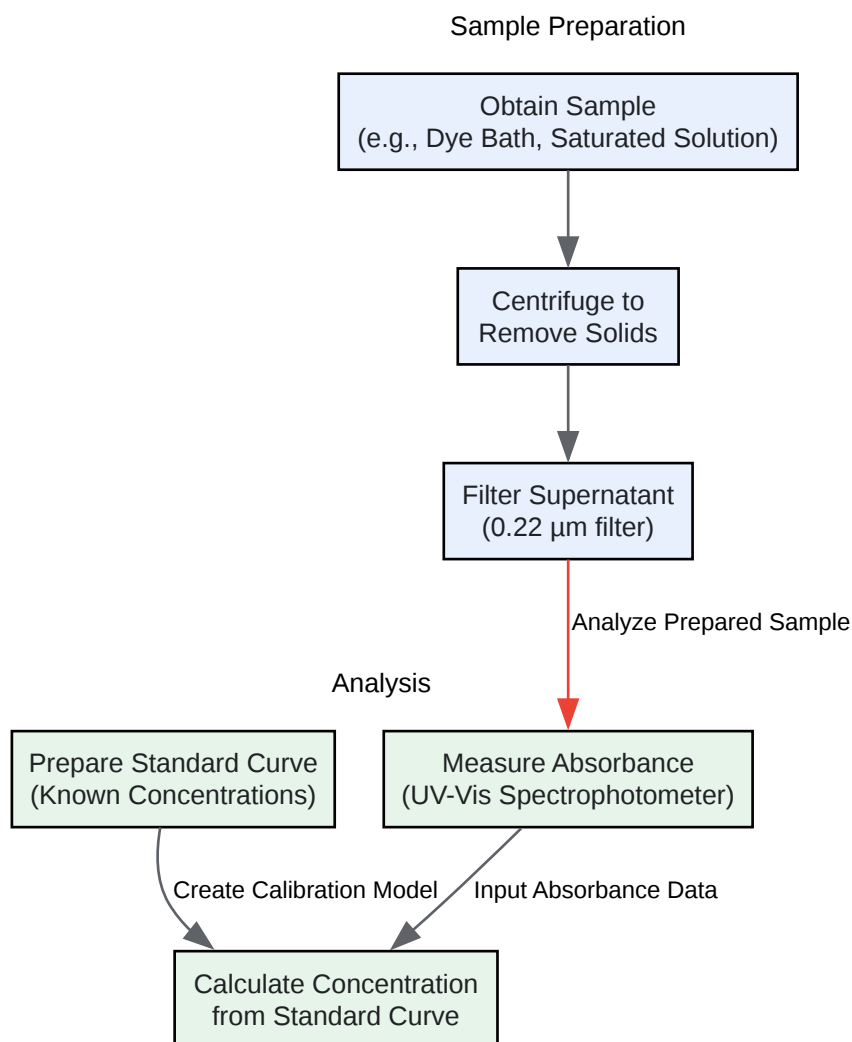 Sample Preparation
Obtain Sample
(e.g., Dye Bath, Saturated Solution)
Centrifuge to
Remove Solids
Filter Supernatant
(0.22 µm filter)
Analyze Prepared Sample
Analysis
Prepare Standard Curve
(Known Concentrations)
Measure Absorbance
(UV-Vis Spectrophotometer)
Create Calibration Model
Input Absorbance Data
Calculate Concentration
from Standard Curve